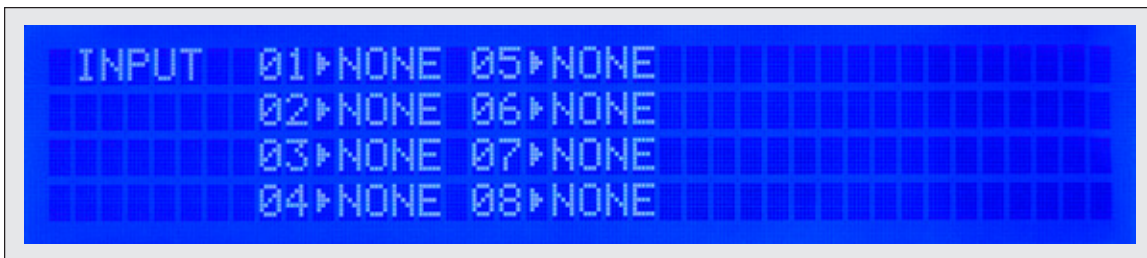 INPUT 01▶NONE 05▶NONE
02▶NONE 06▶NONE
03▶NONE 07▶NONE
04▶NONE 08▶NONE